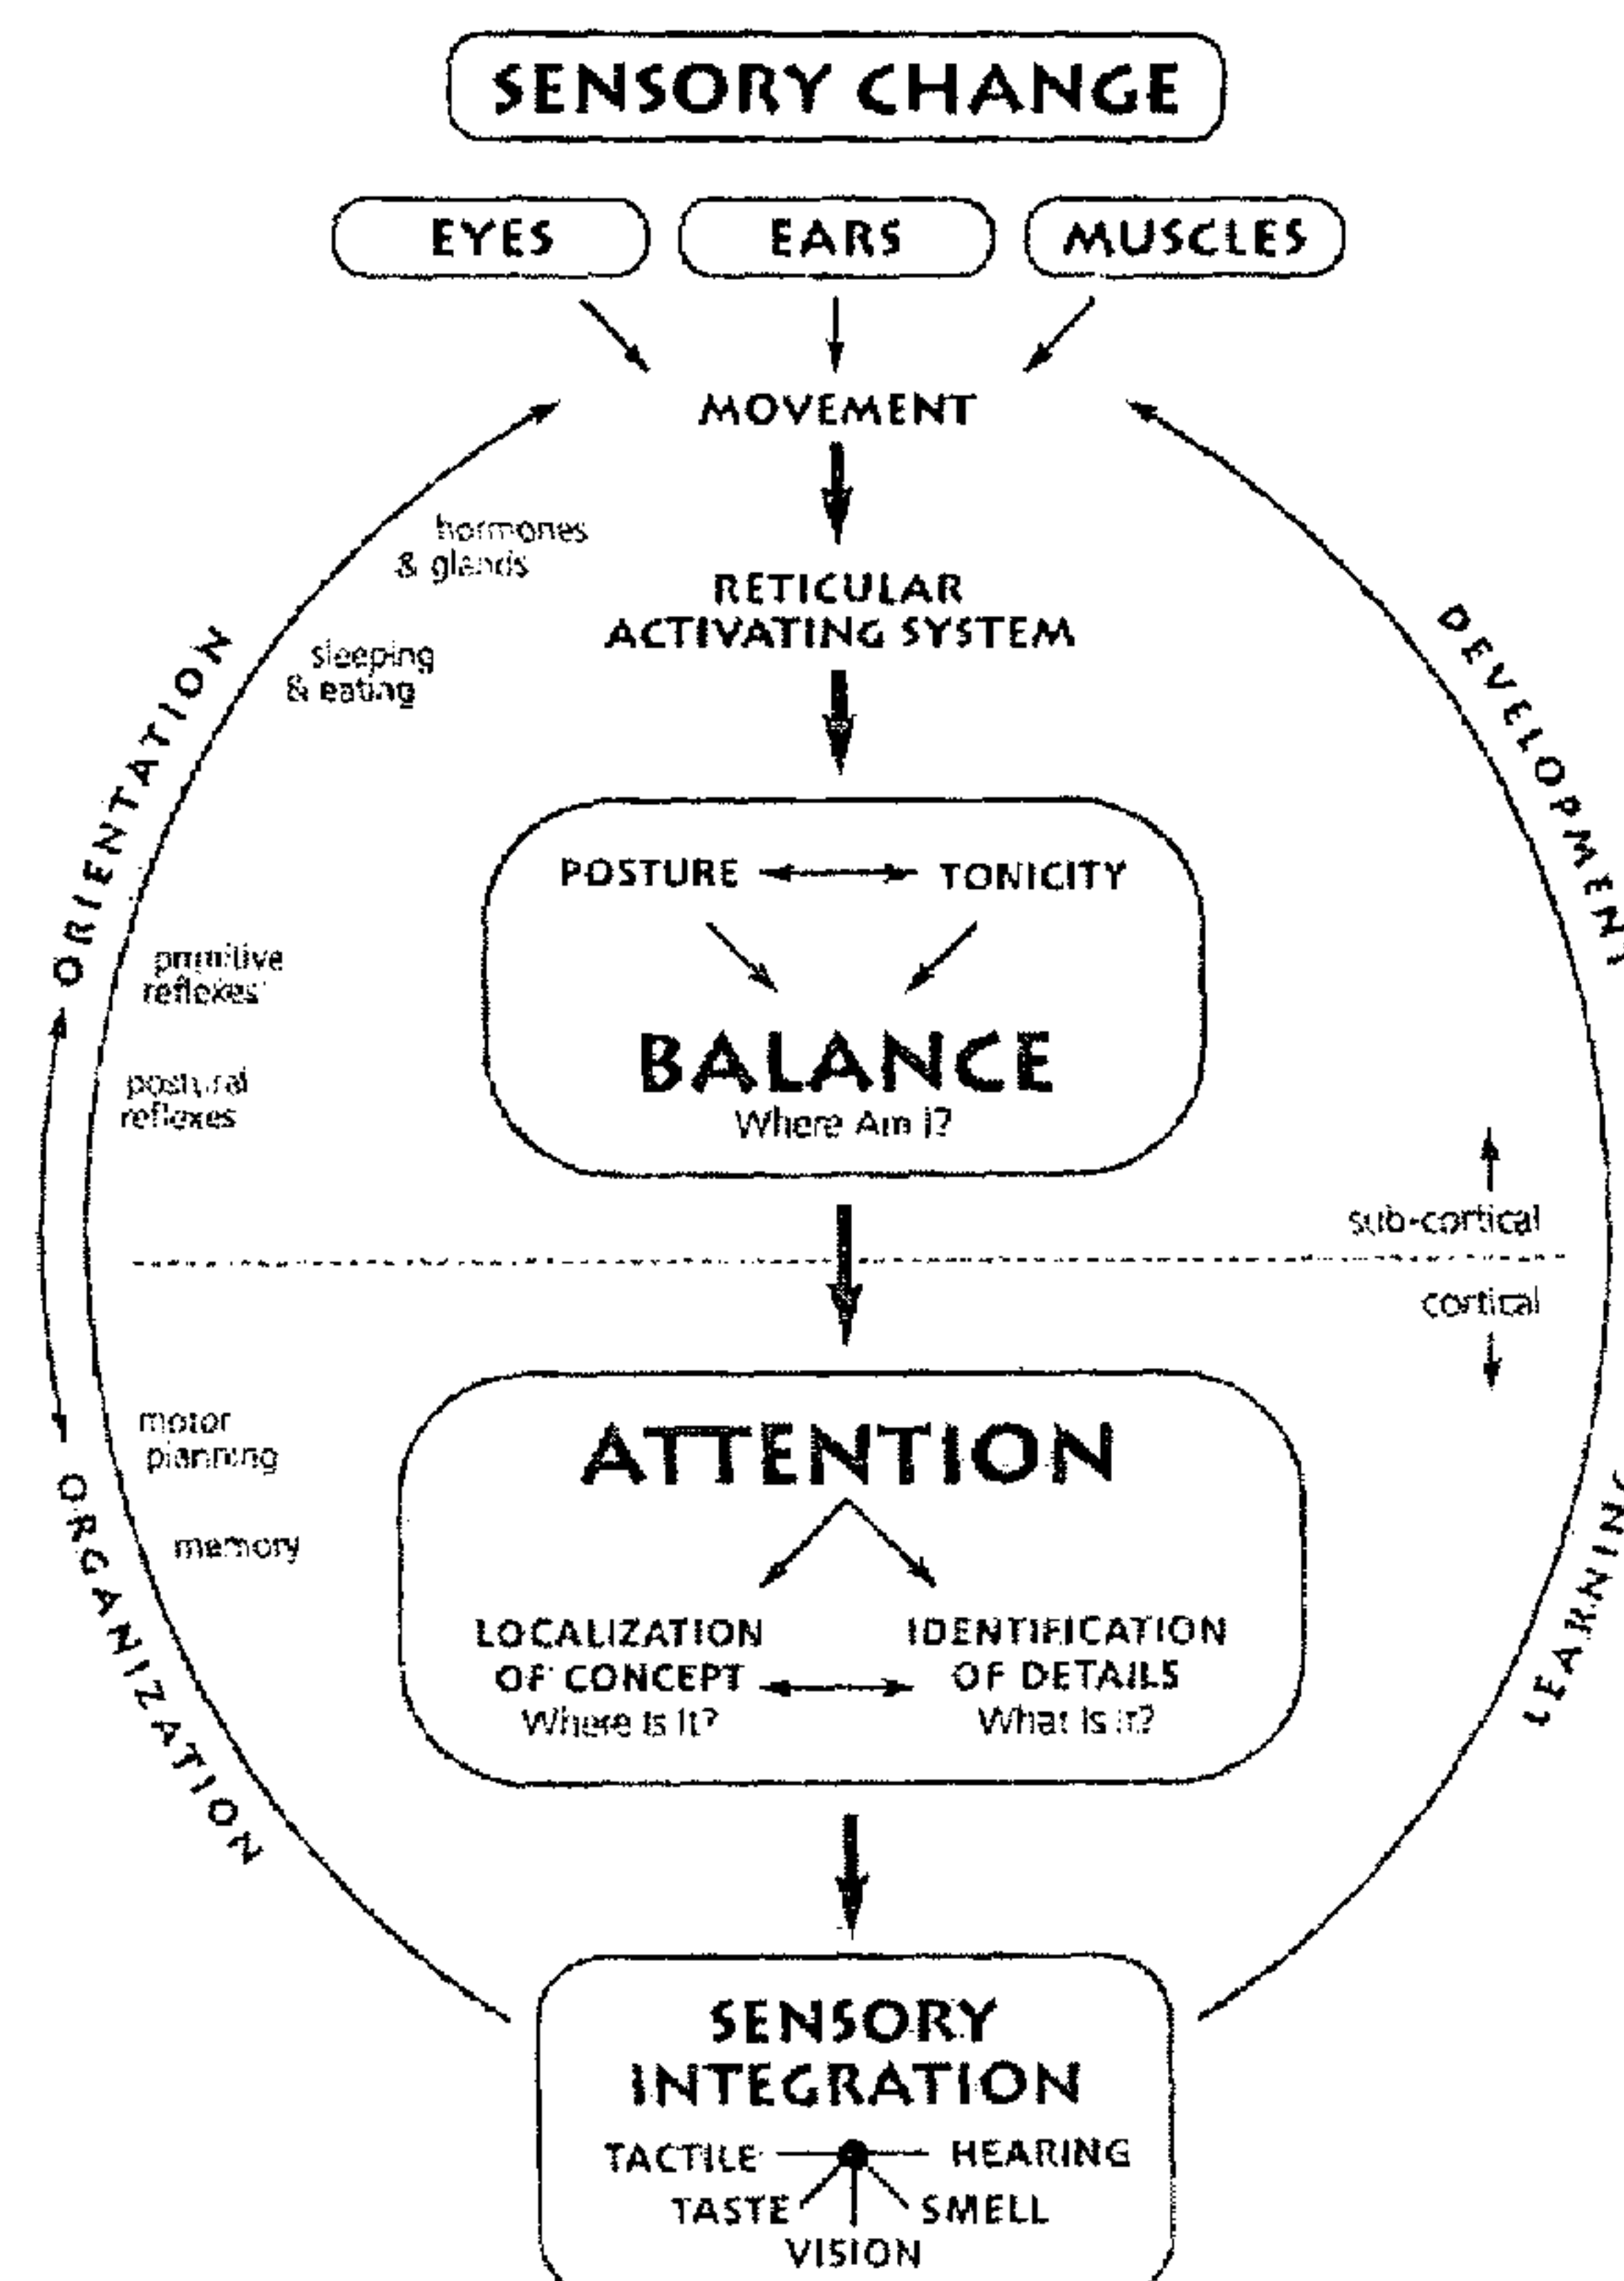 SENSORY CHANGE
EYES
EARS
MUSCLES
MOVEMENT
hormones
& glands
RETICULAR
ACTIVATING SYSTEM
sleeping
& eating
ORIENTATION
DEVELOPMENT
POSTURE
TONICITY
primitive
reflexes
BALANCE
Where Am I?
postural
reflexes
sub-cortical
cortical
ATTENTION
motor
planning
memory
ORGANIZATION
LEARNING
LOCALIZATION
OF CONCEPT
Where Is It?
IDENTIFICATION
OF DETAILS
What Is It?
SENSORY
INTEGRATION
TACTILE
HEARING
TASTE
SMELL
VISION